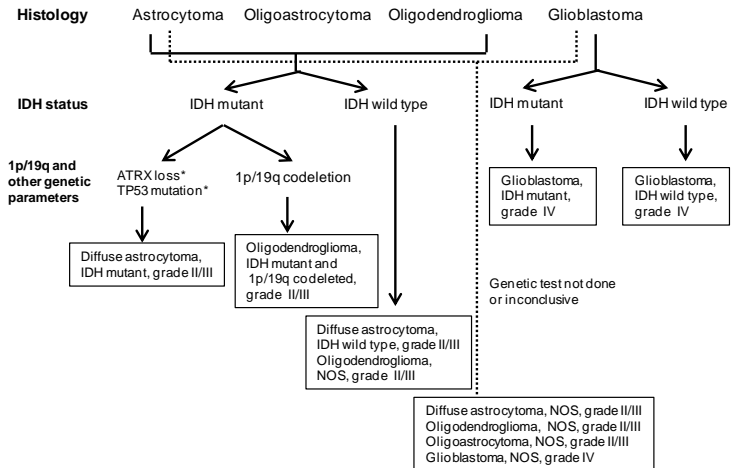 Histology Astrocytoma Oligoastrocytoma Oligodendroglioma Glioblastoma
IDH status IDH mutant IDH wild type IDH mutant IDH wild type
1p/19q and
other genetic
parameters
ATRX loss*
TP53 mutation*
1p/19q codeletion
Glioblastoma,
IDH mutant,
grade IV
Glioblastoma,
IDH wild type,
grade IV
Diffuse astrocytoma,
IDH mutant, grade II/III
Oligodendroglioma,
IDH mutant and
1p/19q codeleted,
grade II/III
Genetic test not done
or inconclusive
Diffuse astrocytoma,
IDH wild type, grade II/III
Oligodendroglioma,
NOS, grade II/III
Diffuse astrocytoma, NOS, grade II/III
Oligodendroglioma, NOS, grade II/III
Oligoastrocytoma, NOS, grade II/III
Glioblastoma, NOS, grade IV